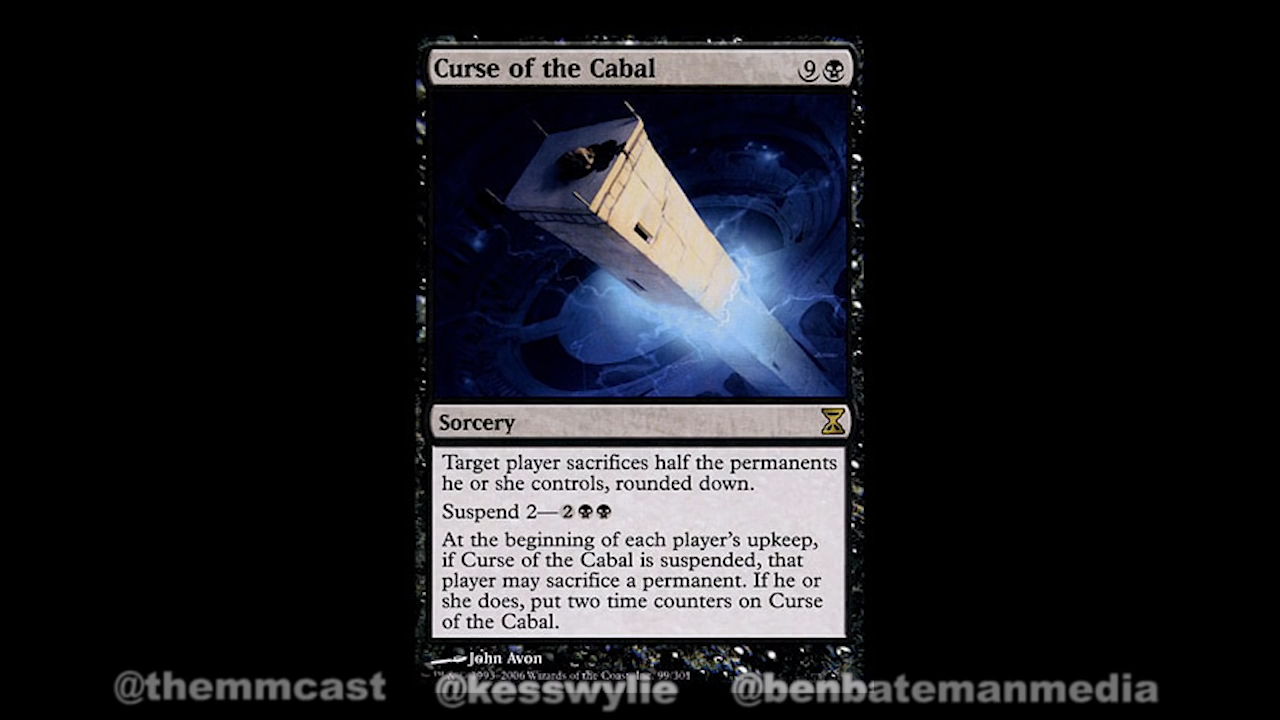 Curse of the Cabal 9
Sorcery
Target player sacrifices half the permanents
he or she controls, rounded down.
Suspend 2—2
At the beginning of each player's upkeep,
if Curse of the Cabal is suspended, that
player may sacrifice a permanent. If he or
she does, put two time counters on Curse
of the Cabal.
John Avon
™ & © 1993-2006 Wizards of the Coast, Inc. 99/301
@themmcast @kesswylie @benbatemanmedia